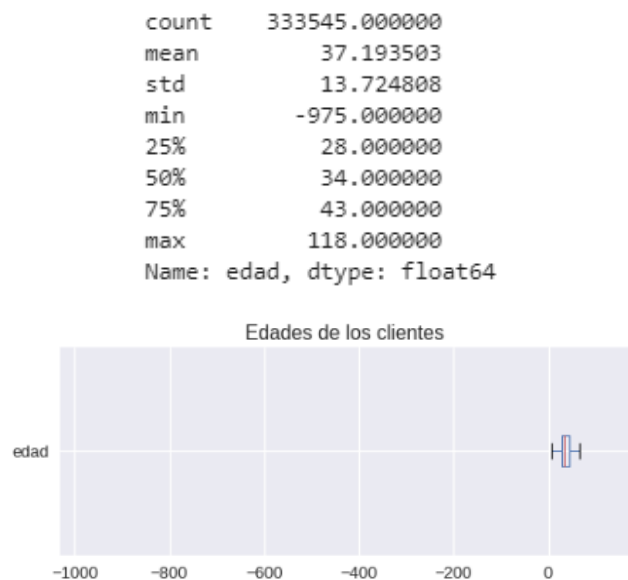 count 333545.000000
mean 37.193503
std 13.724808
min -975.000000
25% 28.000000
50% 34.000000
75% 43.000000
max 118.000000
Name: edad, dtype: float64
Edades de los clientes
edad
−1000 −800 −600 −400 −200 0